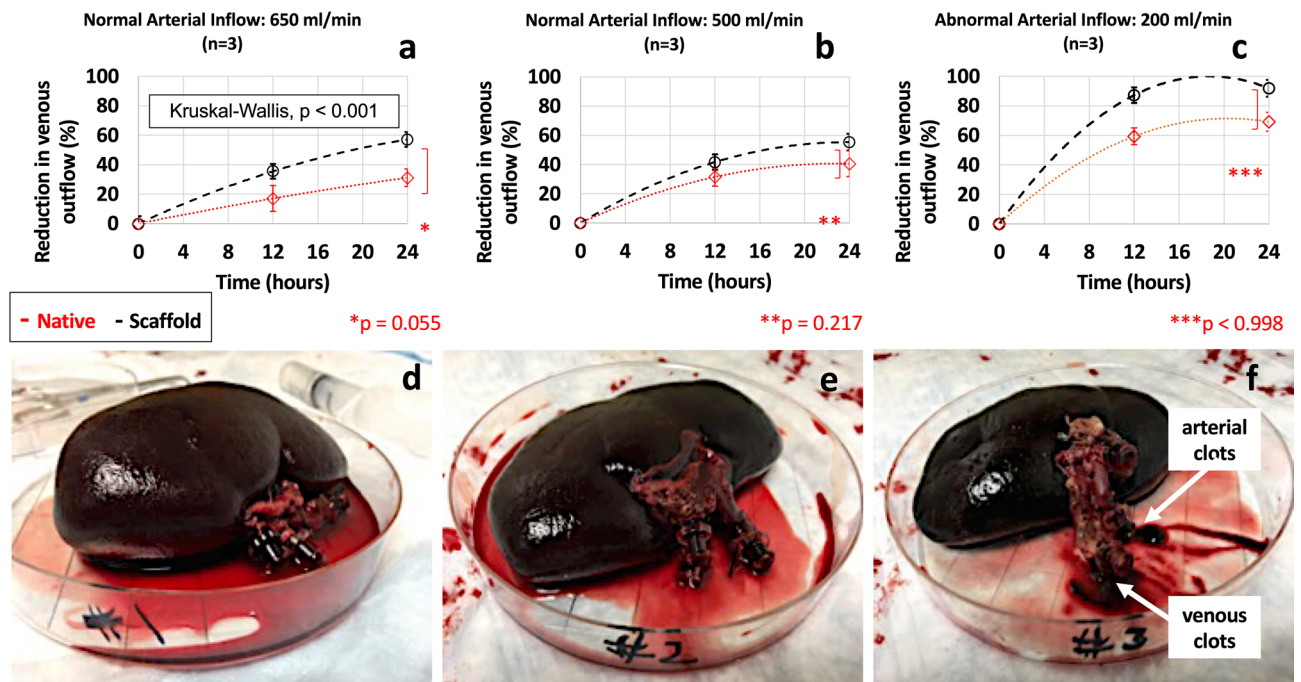 Normal Arterial Inflow: 650 ml/min
(n=3)
a
Reduction in venous
outflow (%)
100
80
60
40
20
0
Kruskal-Wallis, p < 0.001
*
0 4 8 12 16 20 24
Time (hours)
Normal Arterial Inflow: 500 ml/min
(n=3)
b
Reduction in venous
outflow (%)
100
80
60
40
20
0
**
0 4 8 12 16 20 24
Time (hours)
Abnormal Arterial Inflow: 200 ml/min
(n=3)
c
Reduction in venous
outflow (%)
100
80
60
40
20
0
***
0 4 8 12 16 20 24
Time (hours)
- Native - Scaffold
*p = 0.055
**p = 0.217
***p < 0.998
d
#1
e
#2
f
arterial
clots
venous
clots
#3